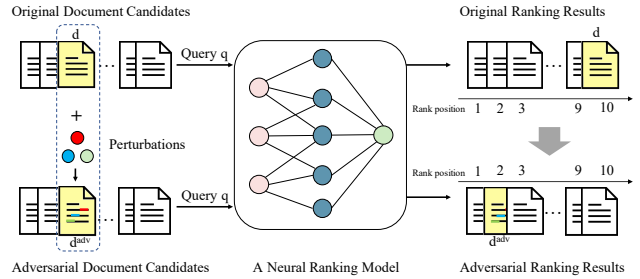 Original Document Candidates
Original Ranking Results
d
d
Query q
...
...
Rank position 1 2 3 9 10
+
Perturbations
Rank position 1 2 3 9 10
Query q
...
...
d^adv
d^adv
Adversarial Document Candidates
A Neural Ranking Model
Adversarial Ranking Results